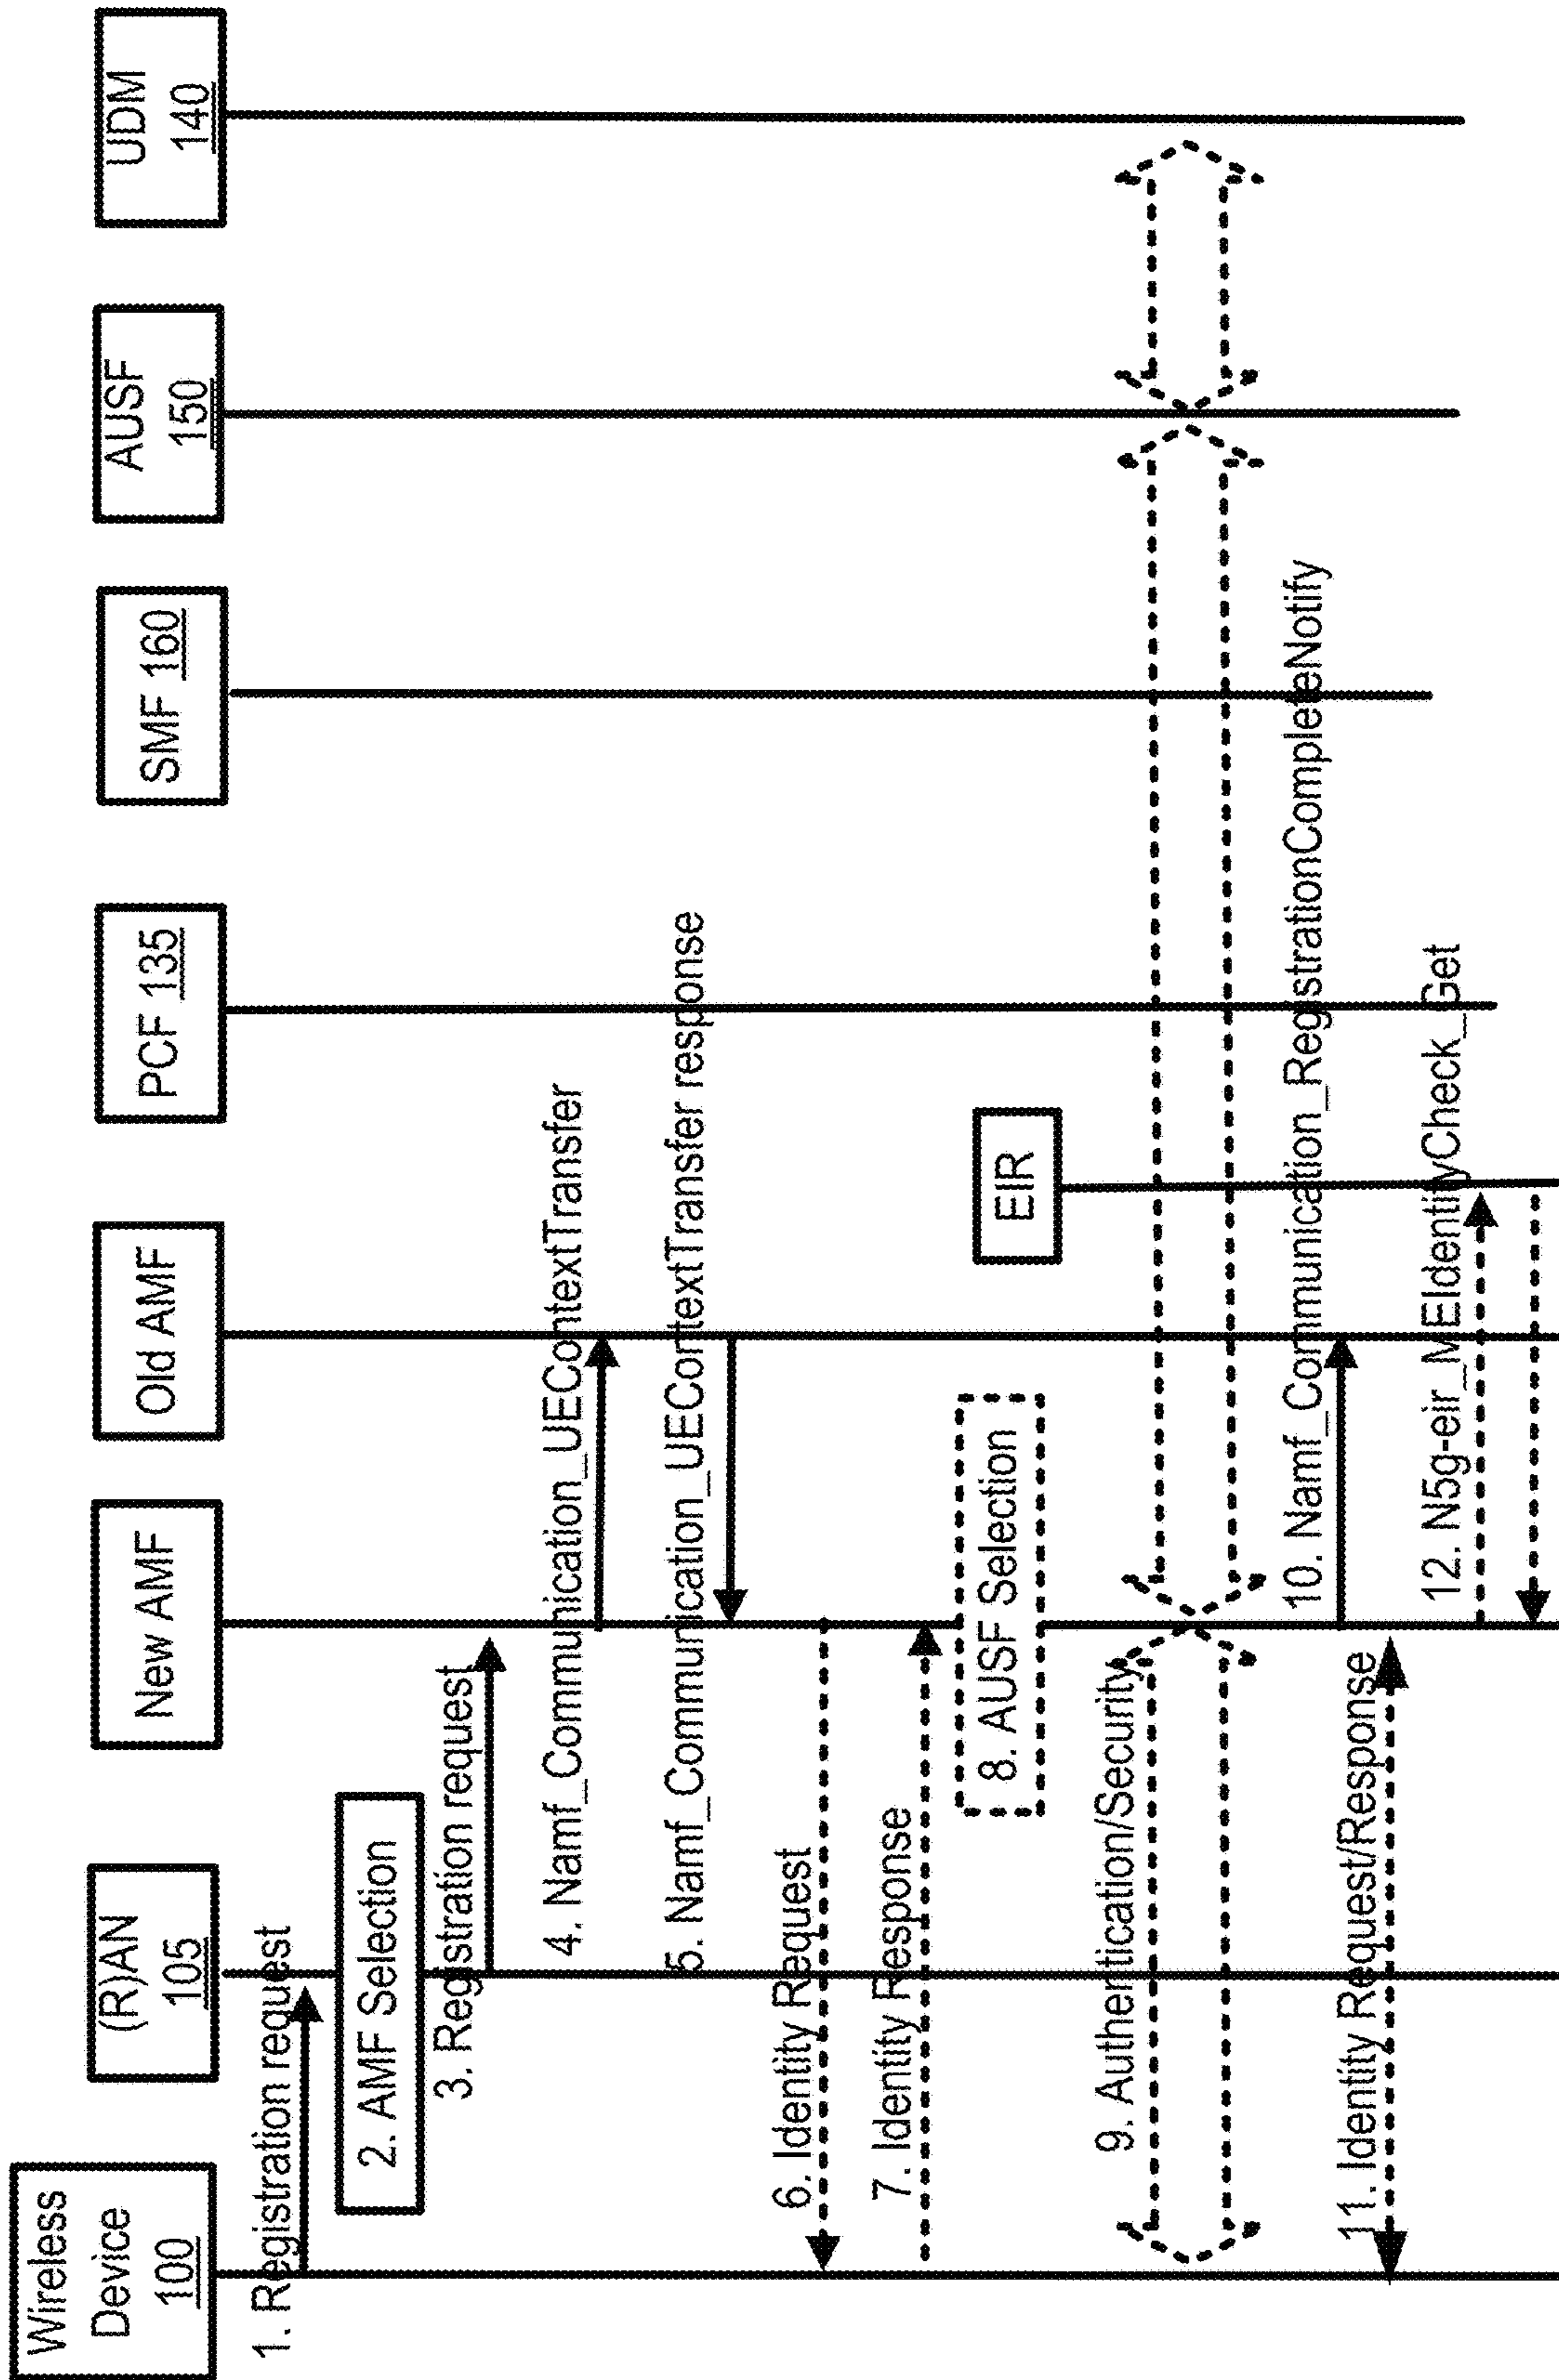 Wireless
Device
100
(R)AN
105
New AMF
Old AMF
PCF 135
SMF 160
AUSF
150
UDM
140
1. Registration request
2. AMF Selection
3. Registration request
4. Namf_Communication_UEContextTransfer
5. Namf_Communication_UEContextTransfer response
6. Identity Request
7. Identity Response
8. AUSF Selection
EIR
9. Authentication/Security
10. Namf_Communication_RegistrationCompleteNotify
11. Identity Request/Response
12. N5g-eir_MEIdentityCheck_Get